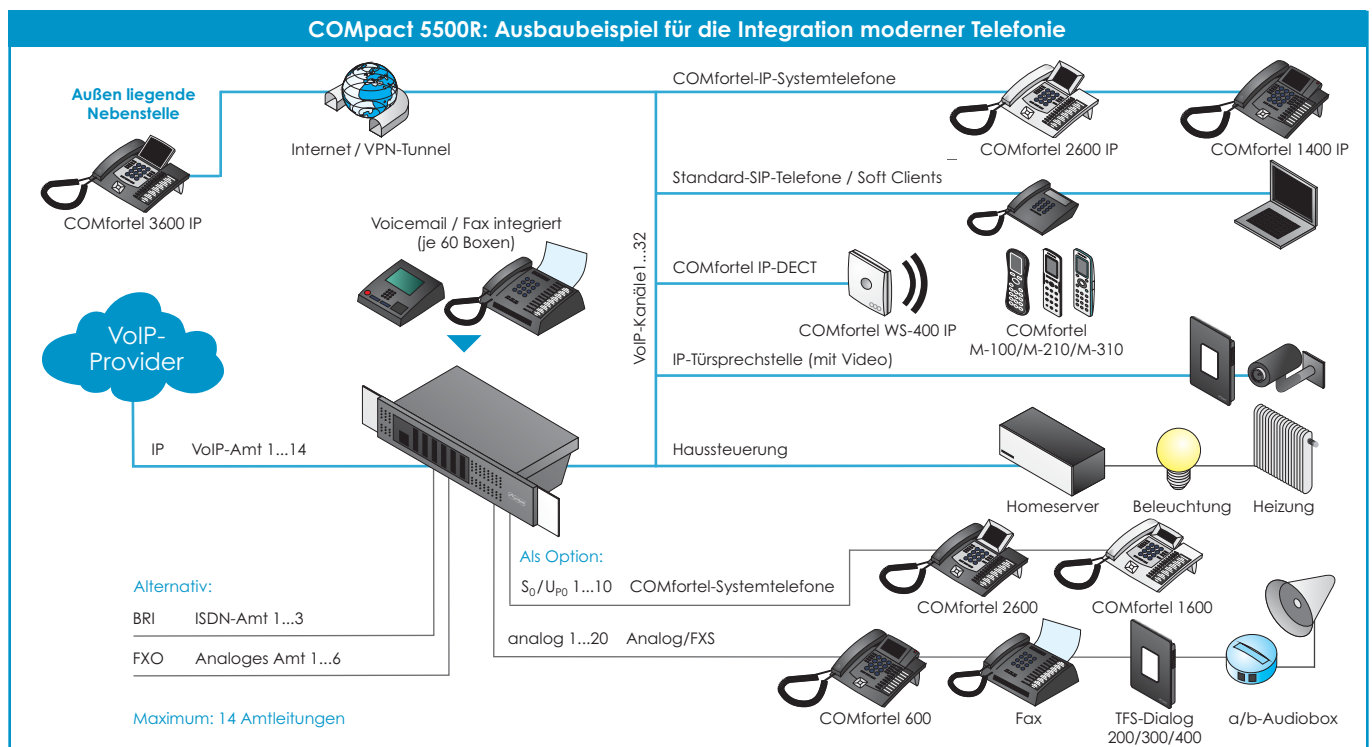 COMpact 5500R: Ausbaubeispiel für die Integration moderner Telefonie
Außen liegende
Nebenstelle
COMfortel 3600 IP
Internet / VPN-Tunnel
Voicemail / Fax integriert
(je 60 Boxen)
VoIP-
Provider
IP VoIP-Amt 1...14
Alternativ:
BRI ISDN-Amt 1...3
FXO Analoges Amt 1...6
Maximum: 14 Amtleitungen
VoIP-Kanäle1...32
COMfortel-IP-Systemtelefone
COMfortel 2600 IP
COMfortel 1400 IP
Standard-SIP-Telefone / Soft Clients
COMfortel IP-DECT
COMfortel WS-400 IP
COMfortel
M-100/M-210/M-310
IP-Türsprechstelle (mit Video)
Haussteuerung
Homeserver
Beleuchtung
Heizung
Als Option:
S0/UP0 1...10 COMfortel-Systemtelefone
COMfortel 2600
COMfortel 1600
analog 1...20 Analog/FXS
COMfortel 600
Fax
TFS-Dialog
200/300/400
a/b-Audiobox